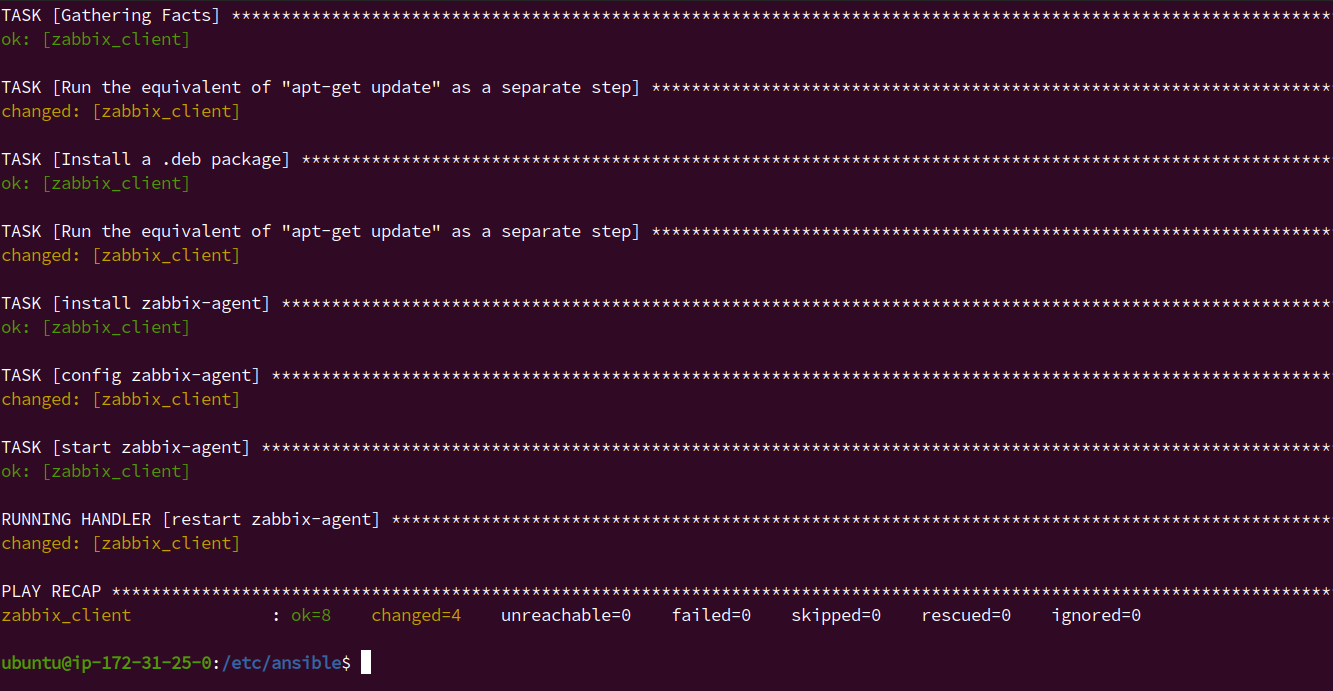 TASK [Gathering Facts] **************************************************************************************************************
ok: [zabbix_client]
TASK [Run the equivalent of "apt-get update" as a separate step] ********************************************************************
changed: [zabbix_client]
TASK [Install a .deb package] *******************************************************************************************************
ok: [zabbix_client]
TASK [Run the equivalent of "apt-get update" as a separate step] ********************************************************************
changed: [zabbix_client]
TASK [install zabbix-agent] *********************************************************************************************************
ok: [zabbix_client]
TASK [config zabbix-agent] **********************************************************************************************************
changed: [zabbix_client]
TASK [start zabbix-agent] ***********************************************************************************************************
ok: [zabbix_client]
RUNNING HANDLER [restart zabbix-agent] **********************************************************************************************
changed: [zabbix_client]
PLAY RECAP **************************************************************************************************************************
zabbix_client              : ok=8    changed=4    unreachable=0    failed=0    skipped=0    rescued=0    ignored=0
ubuntu@ip-172-31-25-0:/etc/ansible$